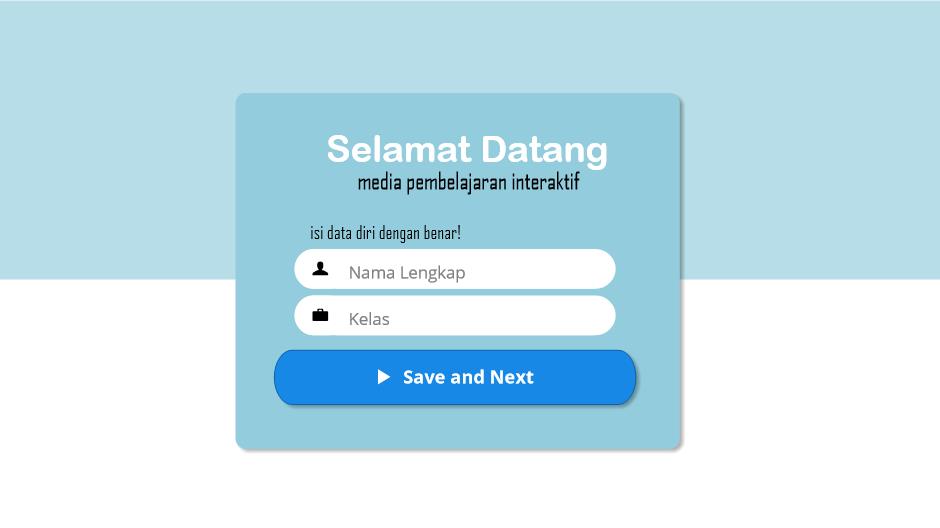 Selamat Datang
media pembelajaran interaktif
isi data diri dengan benar!
Nama Lengkap
Kelas
Save and Next